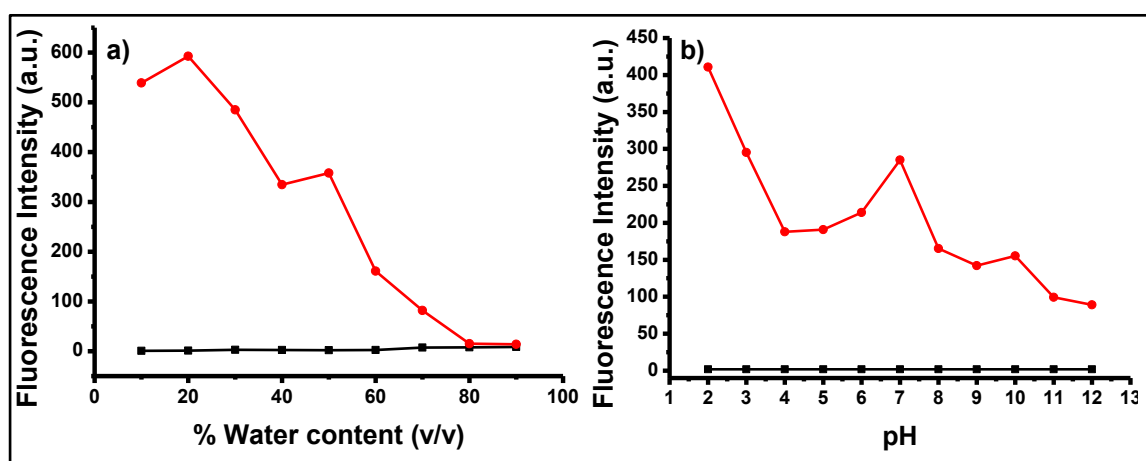 a)
Fluorescence Intensity (a.u.)
600
500
400
300
200
100
0
0 20 40 60 80 100
% Water content (v/v)
b)
Fluorescence Intensity (a.u.)
450
400
350
300
250
200
150
100
50
0
1 2 3 4 5 6 7 8 9 10 11 12 13
pH